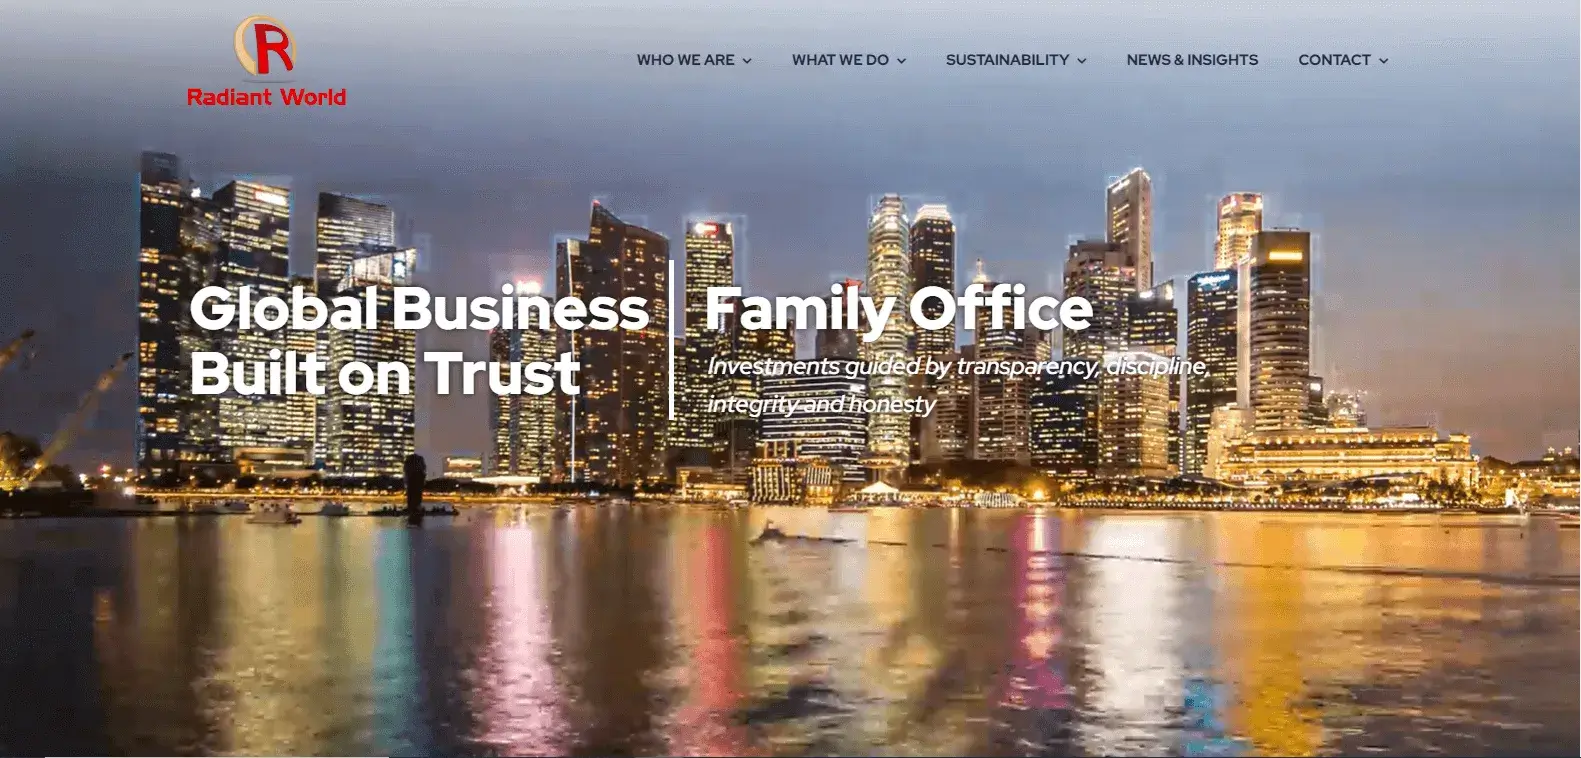 R
Radiant World
WHO WE ARE
WHAT WE DO
SUSTAINABILITY
NEWS & INSIGHTS
CONTACT
Global Business
Built on Trust
Family Office
Investments guided by transparency, discipline,
integrity and honesty